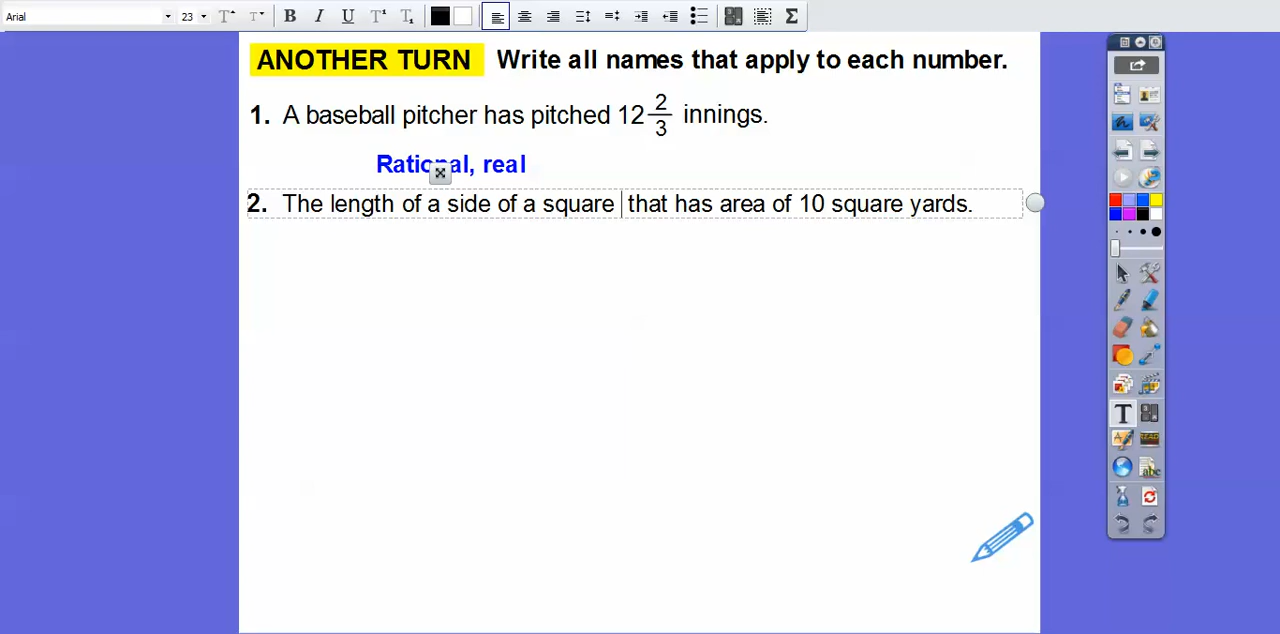 Arial 23 B I U T T
ANOTHER TURN Write all names that apply to each number.
1. A baseball pitcher has pitched 12 2/3 innings.
Rational, real
2. The length of a side of a square that has area of 10 square yards.